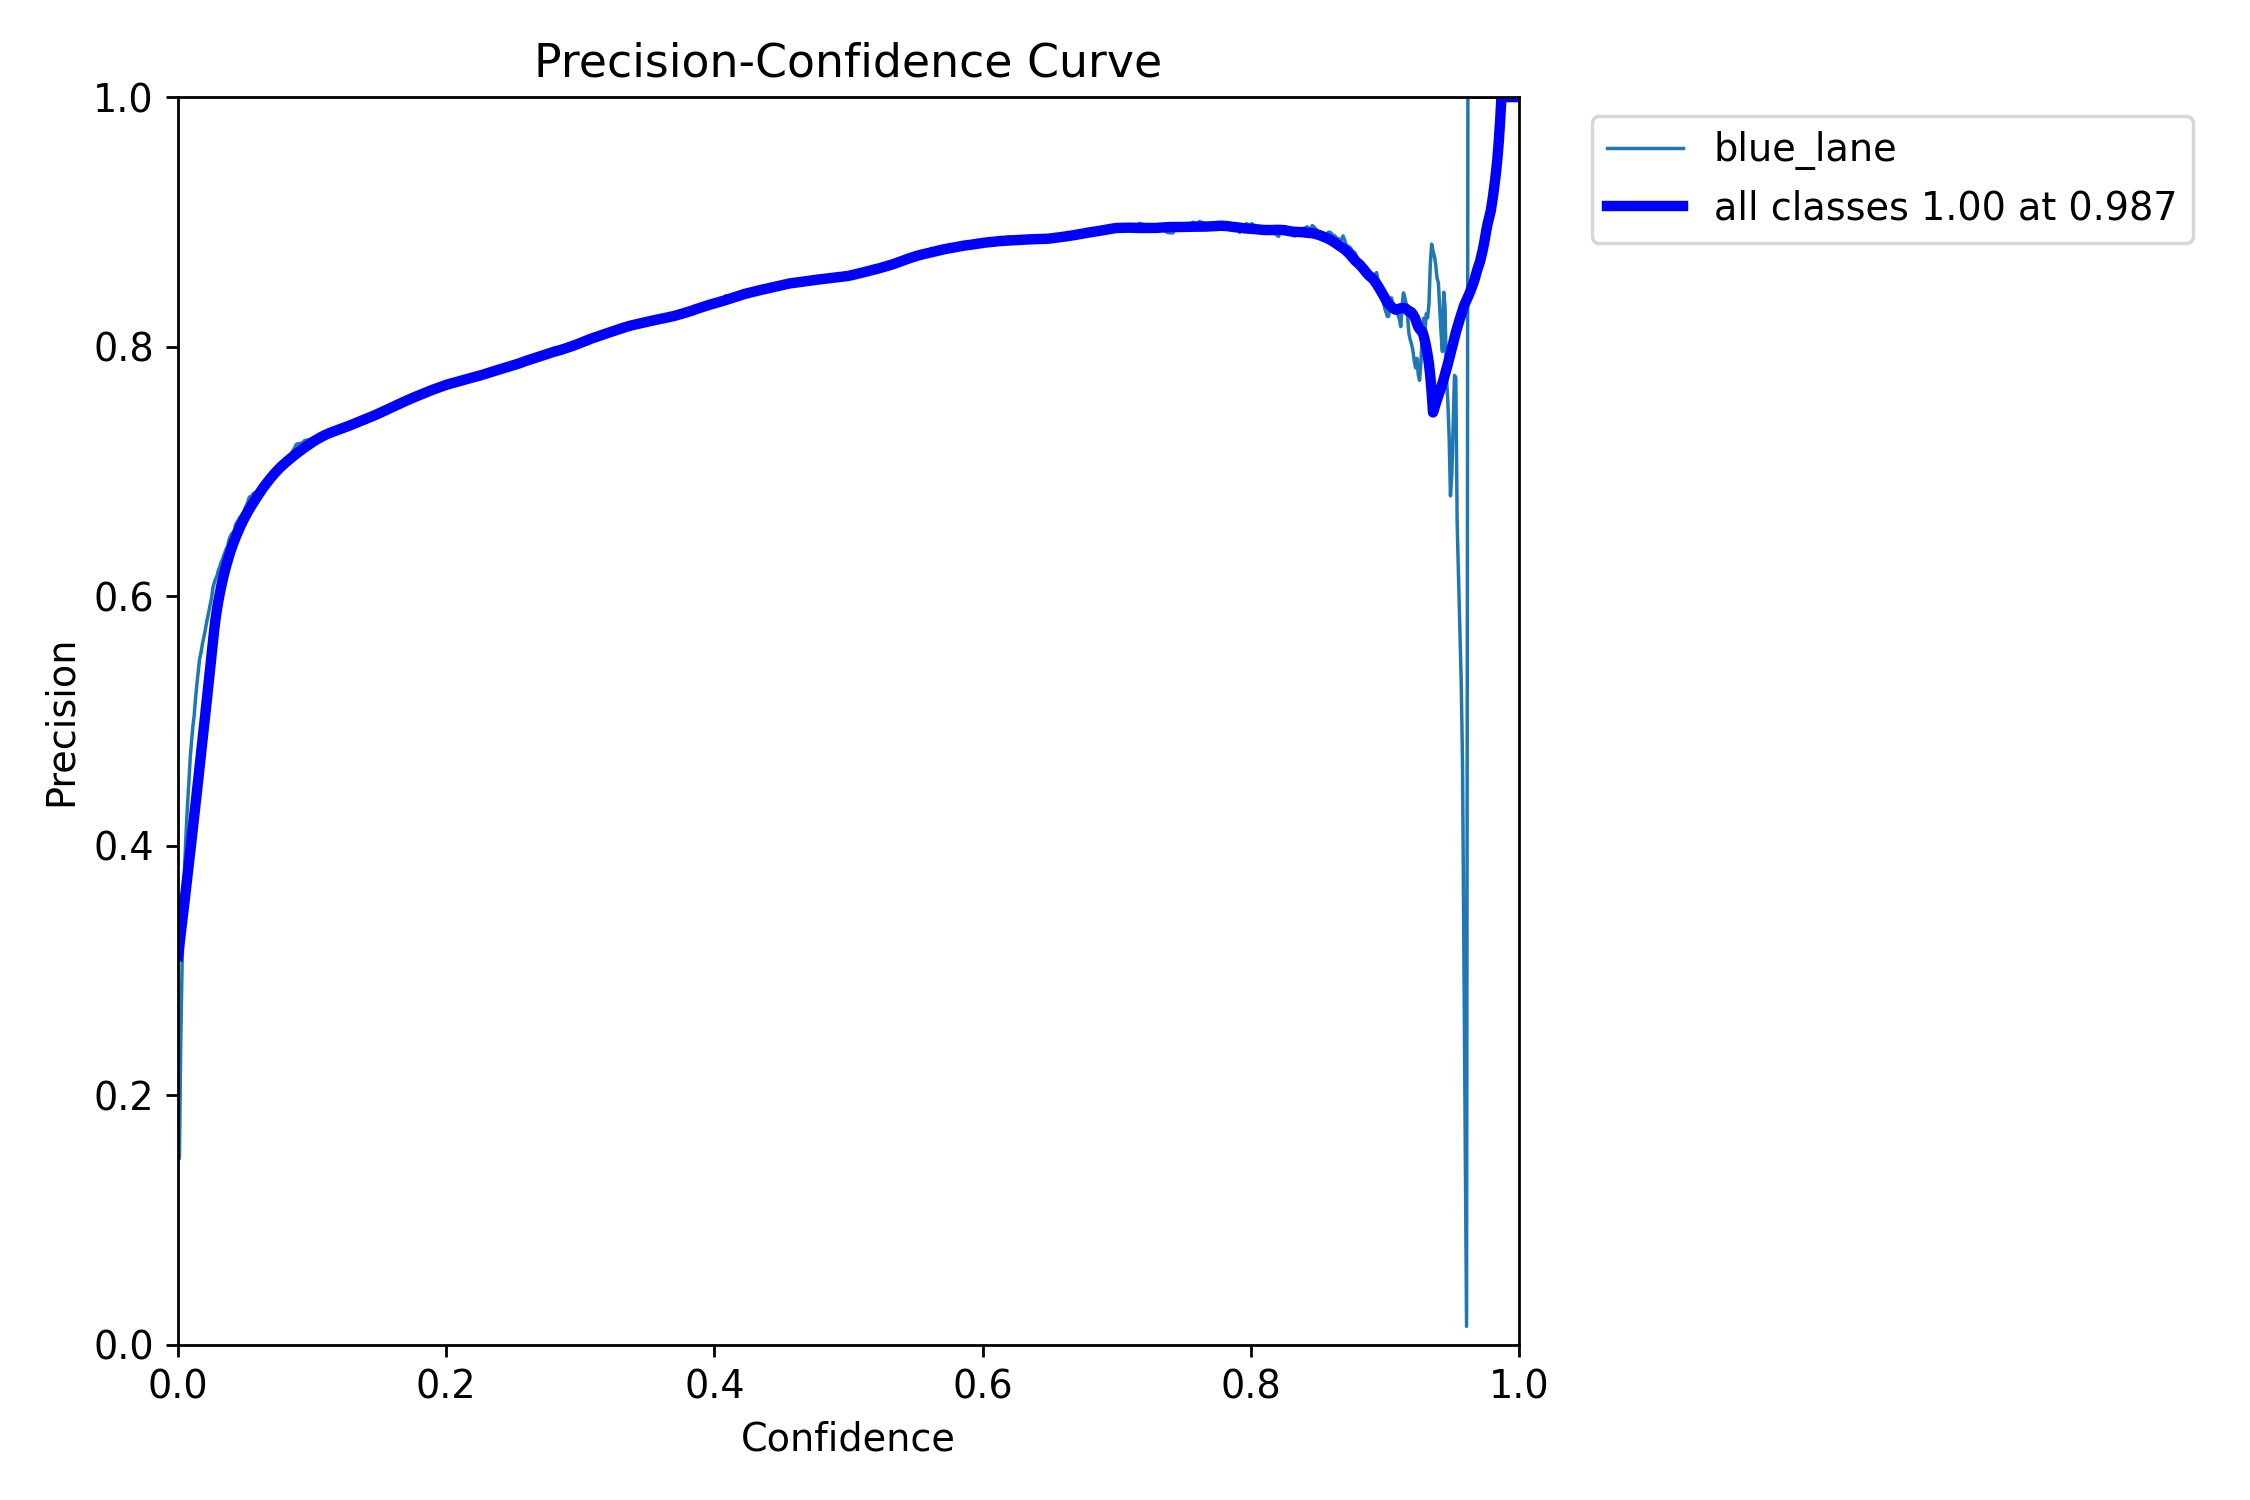 Precision-Confidence Curve
1.0
0.8
0.6
0.4
0.2
0.0
Precision
0.0 0.2 0.4 0.6 0.8 1.0
Confidence
blue_lane
all classes 1.00 at 0.987